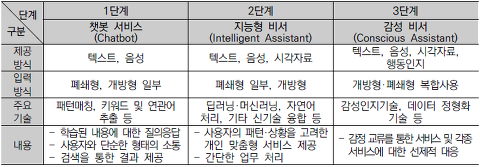 단계
구분
1단계
챗봇 서비스
(Chatbot)
2단계
지능형 비서
(Intelligent Assistant)
3단계
감성 비서
(Conscious Assistant)
제공
방식
텍스트, 음성
텍스트, 음성, 시각자료
텍스트, 음성, 시각자료,
행동인지
입력
방식
폐쇄형, 개방형 일부
폐쇄형 일부, 개방형
개방형·폐쇄형 복합사용
주요
기술
패턴매칭, 키워드 및 연관어
추출 등
딥러닝·머신러닝, 자연어
처리, 기타 신기술 융합 등
감성인지기술, 데이터 정형화
기술 등
내용
- 학습된 내용에 대한 질의응답
- 사용자와 단순한 형태의 소통
- 검색을 통한 결과 제공
- 사용자의 패턴·상황을 고려한
개인 맞춤형 서비스 제공
- 간단한 업무 처리
- 감정 교류를 통한 서비스 및 각종
서비스에 대한 선제적 대응